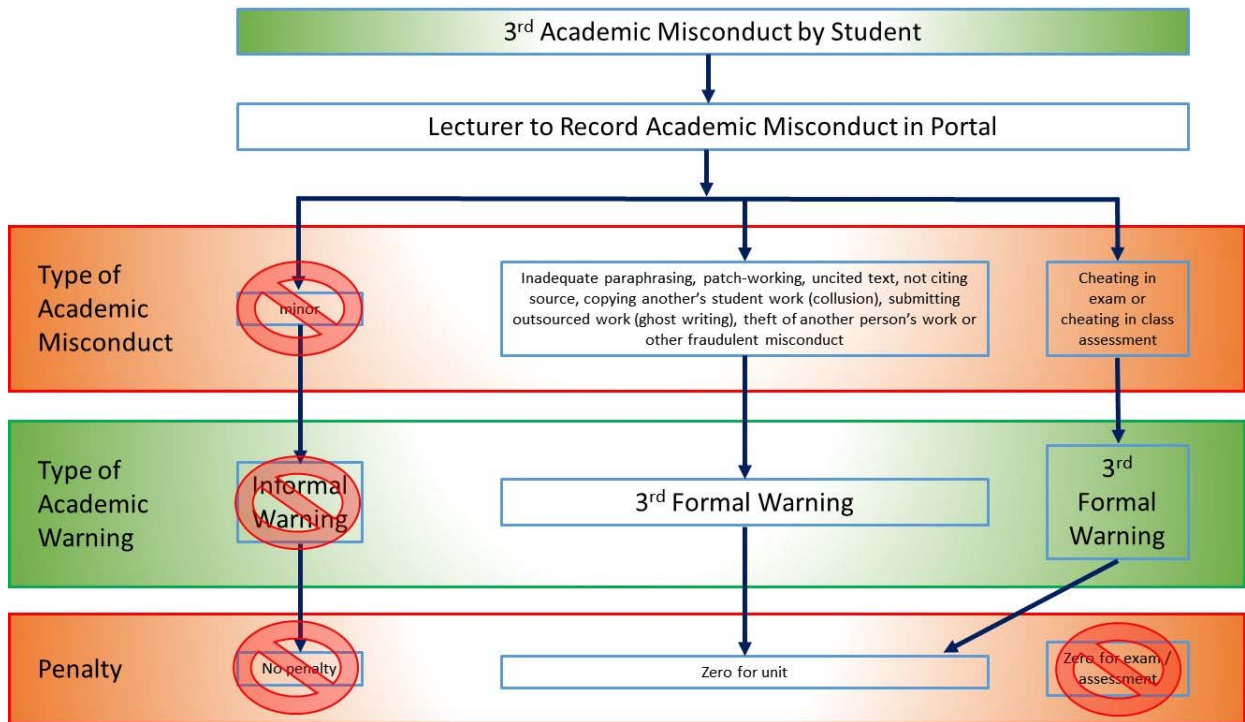 3rd Academic Misconduct by Student
Lecturer to Record Academic Misconduct in Portal
Type of
Academic
Misconduct
minor
Inadequate paraphrasing, patch-working, uncited text, not citing
source, copying another's student work (collusion), submitting
outsourced work (ghost writing), theft of another person's work or
other fraudulent misconduct
Cheating in
exam or
cheating in class
assessment
Type of
Academic
Warning
Informal
Warning
3rd Formal Warning
3rd
Formal
Warning
Penalty
No penalty
Zero for unit
Zero for exam /
assessment